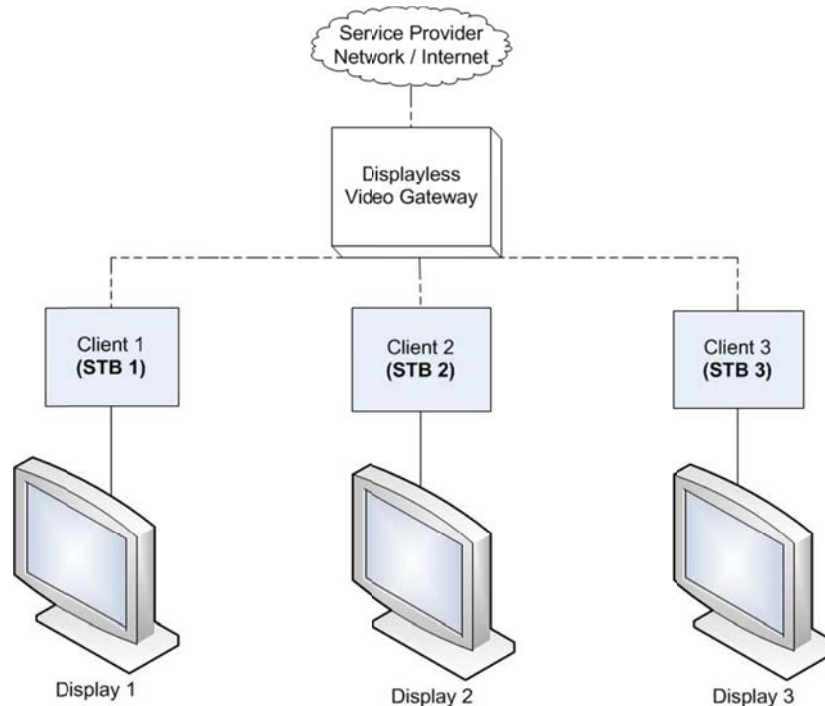 Service Provider
Network / Internet
Displayless
Video Gateway
Client 1
(STB 1)
Client 2
(STB 2)
Client 3
(STB 3)
Display 1
Display 2
Display 3